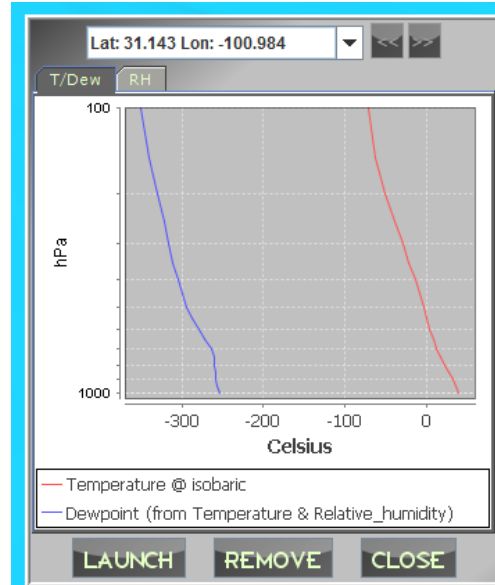 Lat: 31.143 Lon: -100.984
<< >>
T/Dew RH
100
hPa
1000
-300 -200 -100 0
Celsius
Temperature @ isobaric
Dewpoint (from Temperature & Relative_humidity)
LAUNCH REMOVE CLOSE